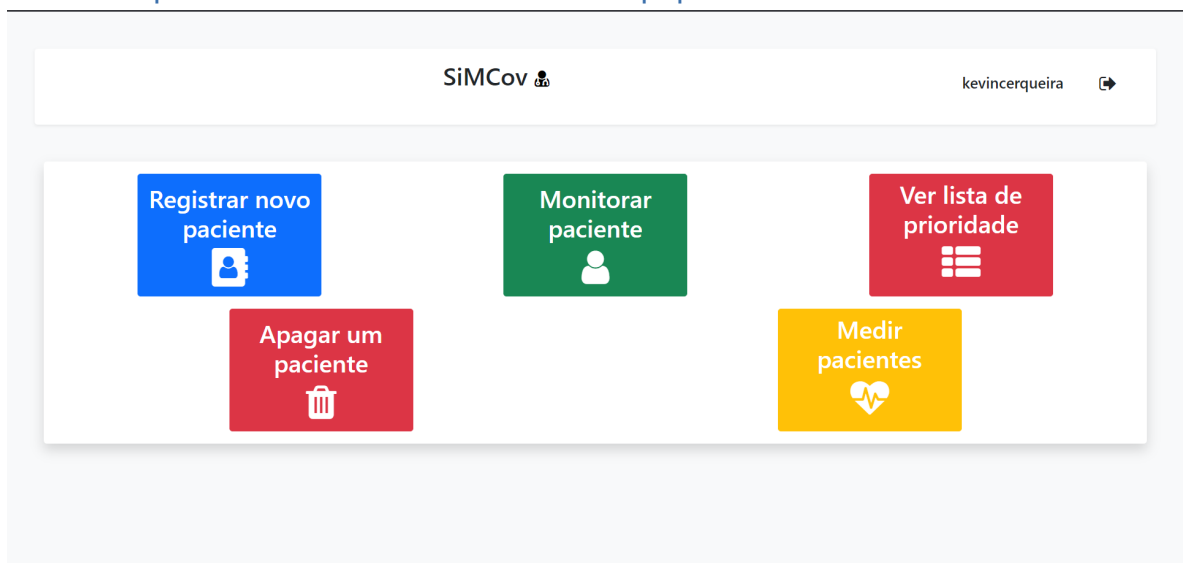 SiMCov
kevincerqueira
Registrar novo
paciente
Monitorar
paciente
Ver lista de
prioridade
Apagar um
paciente
Medir
pacientes